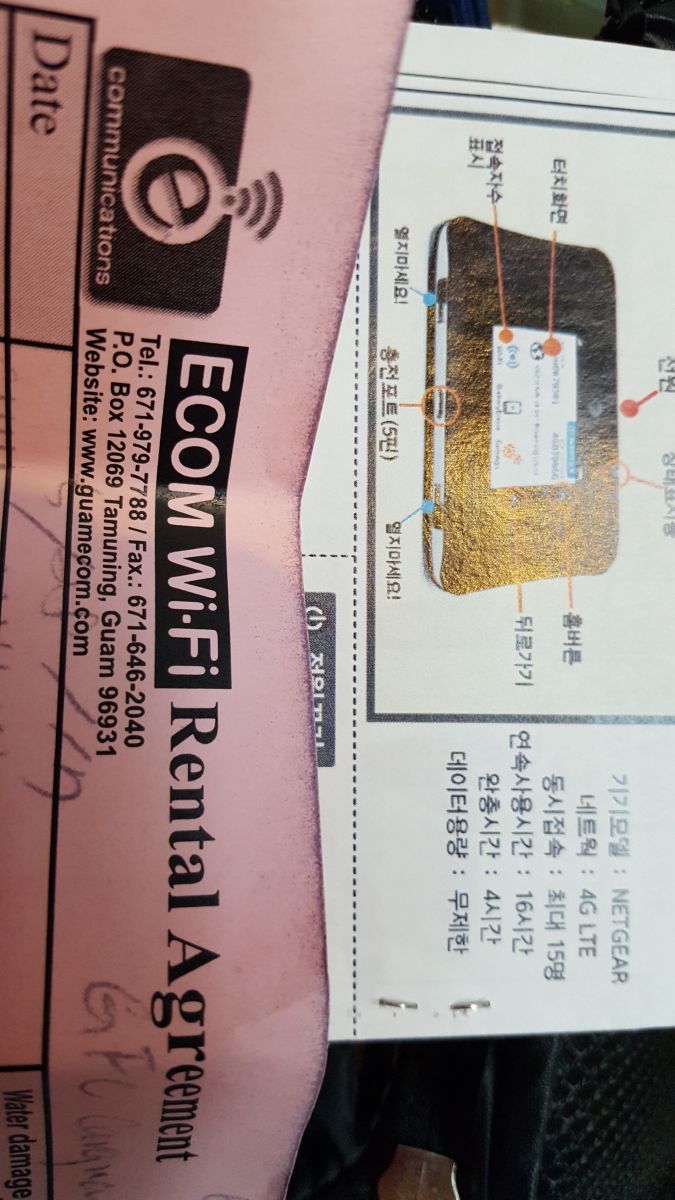 e
communications
ECOM Wi-Fi Rental Agreement
Tel.: 671-979-7788 / Fax.: 671-646-2040
P.O. Box 12069 Tamuning, Guam 96931
Website: www.guamecom.com
Date
Water damage
전원
상태표시등
터치화면
접속자수
표시
홈버튼
뒤로가기
열지마세요!
충전포트 (5핀)
열지마세요!
기기모델 : NETGEAR
네트웍 : 4G LTE
동시접속 : 최대 15명
연속사용시간 : 16시간
완충시간 : 4시간
데이터용량 : 무제한